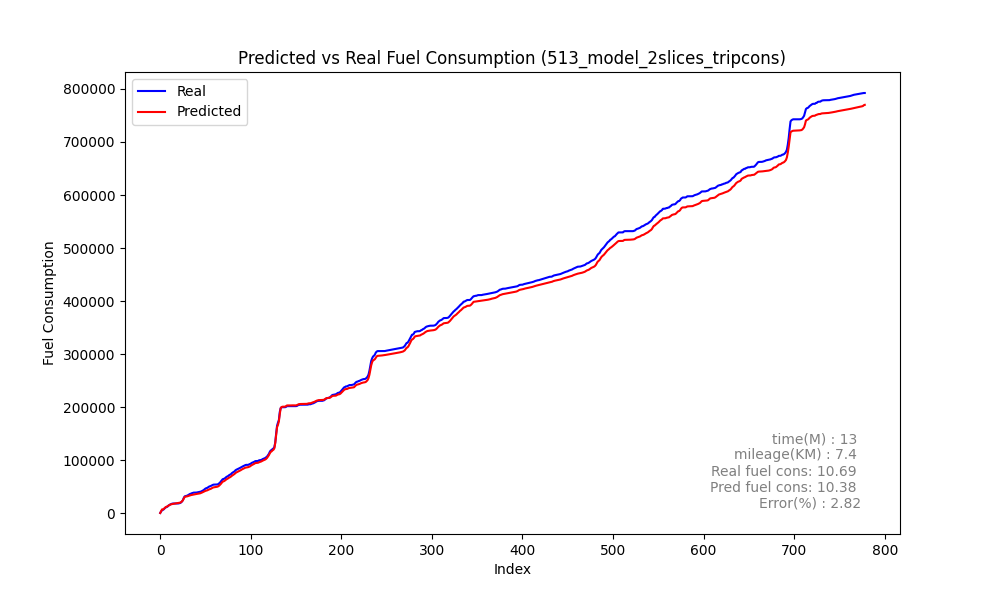 Predicted vs Real Fuel Consumption (513_model_2slices_tripcons)
Real
Predicted
800000
700000
600000
500000
400000
300000
200000
100000
0
Fuel Consumption
time(M) : 13
mileage(KM) : 7.4
Real fuel cons: 10.69
Pred fuel cons: 10.38
Error(%) : 2.82
0 100 200 300 400 500 600 700 800
Index